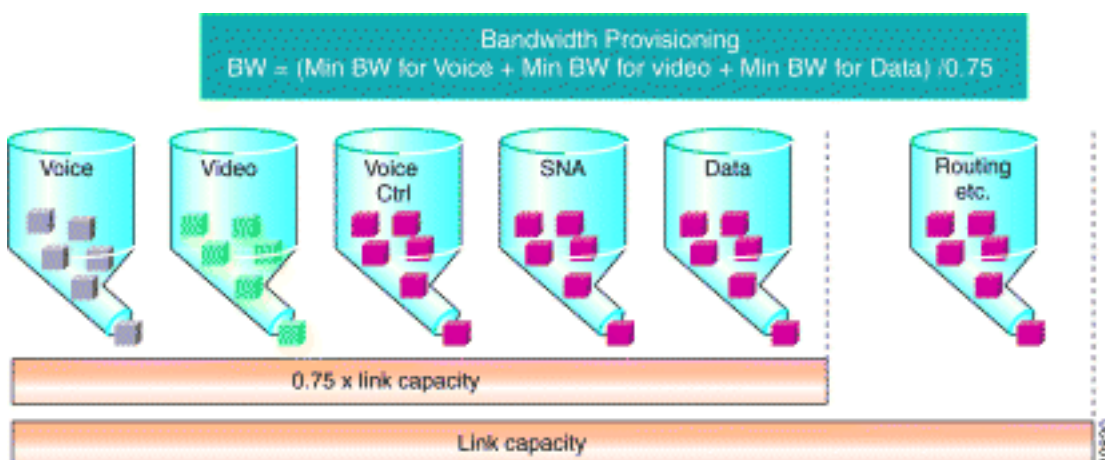 Bandwidth Provisioning
BW = (Min BW for Voice + Min BW for video + Min BW for Data) /0.75
Voice
Video
Voice
Ctrl
SNA
Data
Routing
etc.
0.75 x link capacity
Link capacity